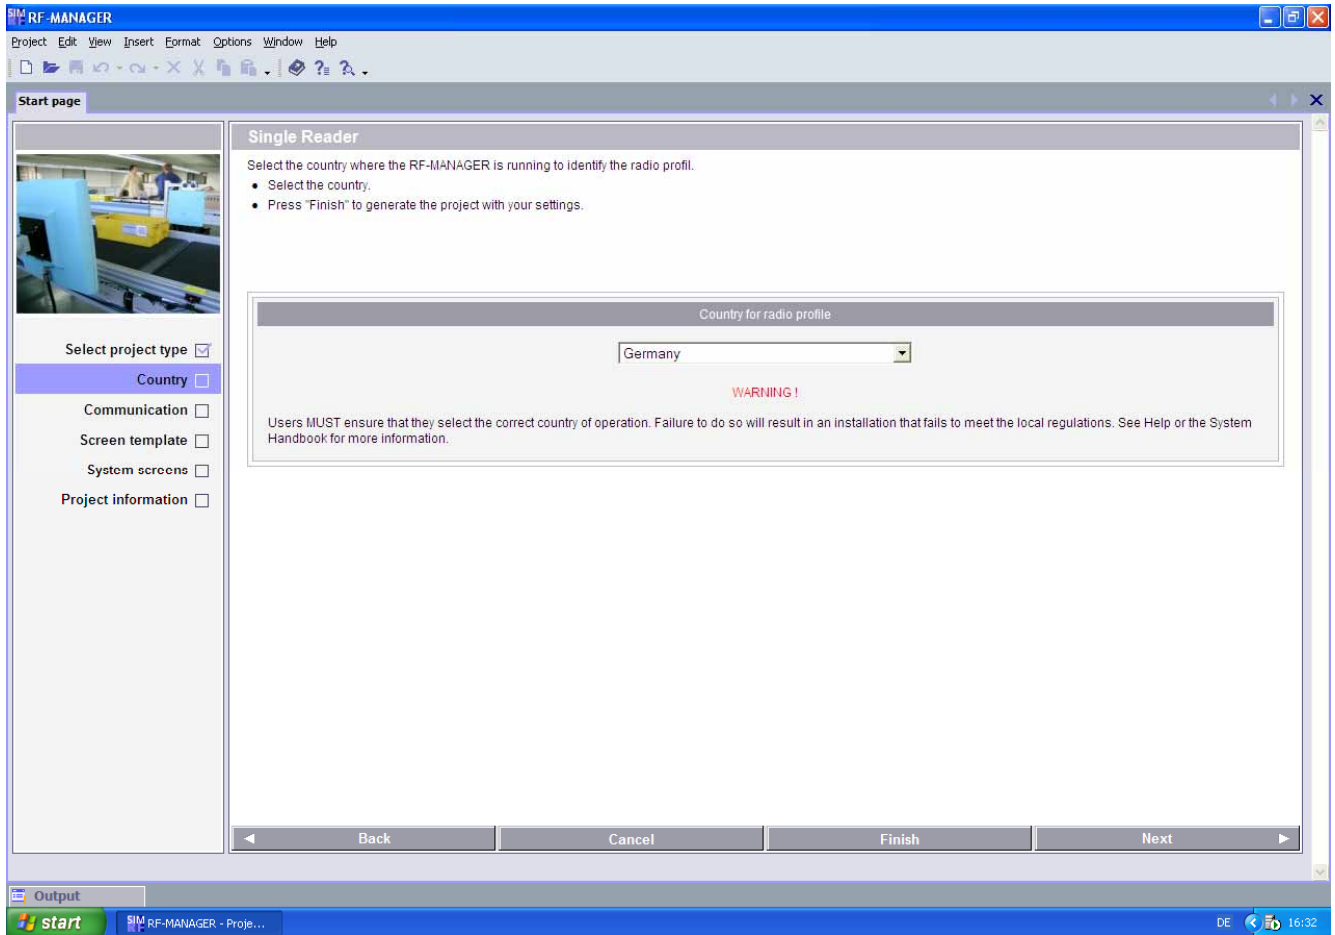 SIM RF-MANAGER
Project Edit View Insert Format Options Window Help
Start page
Single Reader
Select the country where the RF-MANAGER is running to identify the radio profil.
• Select the country.
• Press "Finish" to generate the project with your settings.
Select project type
Country
Communication
Screen template
System screens
Project information
Country for radio profile
Germany
WARNING !
Users MUST ensure that they select the correct country of operation. Failure to do so will result in an installation that fails to meet the local regulations. See Help or the System
Handbook for more information.
Back
Cancel
Finish
Next
Output
start
SIM RF-MANAGER - Proje...
DE
16:32